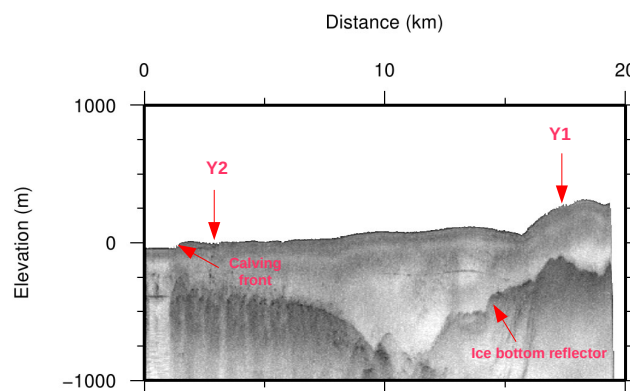 Distance (km)
0 10 20
1000
Y1
Y2
Elevation (m)
0
Calving
front
Ice bottom reflector
−1000